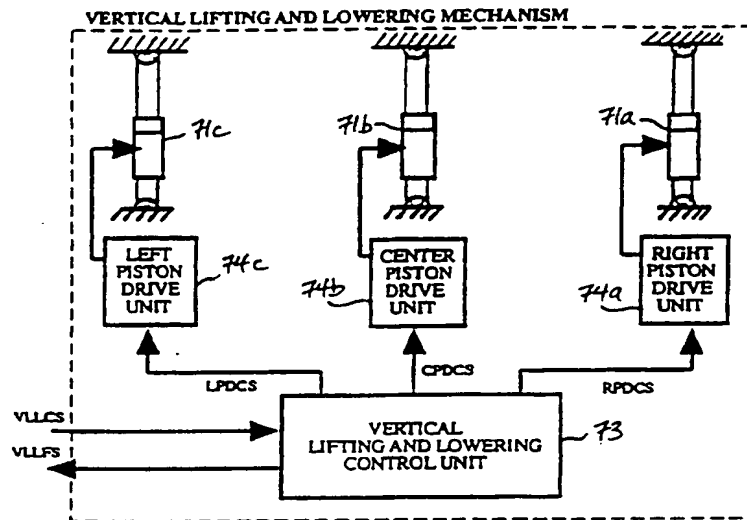 VERTICAL LIFTING AND LOWERING MECHANISM
71c
71b
71a
LEFT
PISTON
DRIVE
UNIT
74c
CENTER
PISTON
DRIVE
UNIT
74b
RIGHT
PISTON
DRIVE
UNIT
74a
LPDCS
CPDCS
RPDCS
VLLCS
VLLFS
VERTICAL
LIFTING AND LOWERING
CONTROL UNIT
73